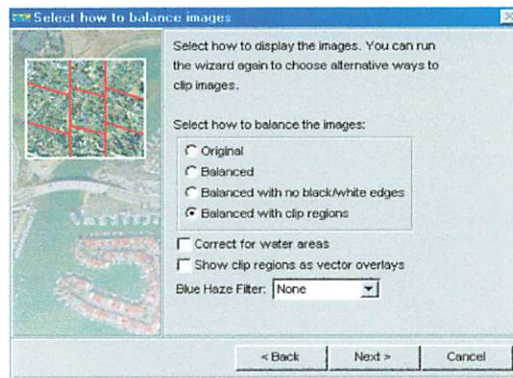 Select how to balance images
Select how to display the images. You can run
the wizard again to choose alternative ways to
clip images.
Select how to balance the images:
Original
Balanced
Balanced with no black/white edges
Balanced with clip regions
Correct for water areas
Show clip regions as vector overlays
Blue Haze Filter: None
< Back Next > Cancel